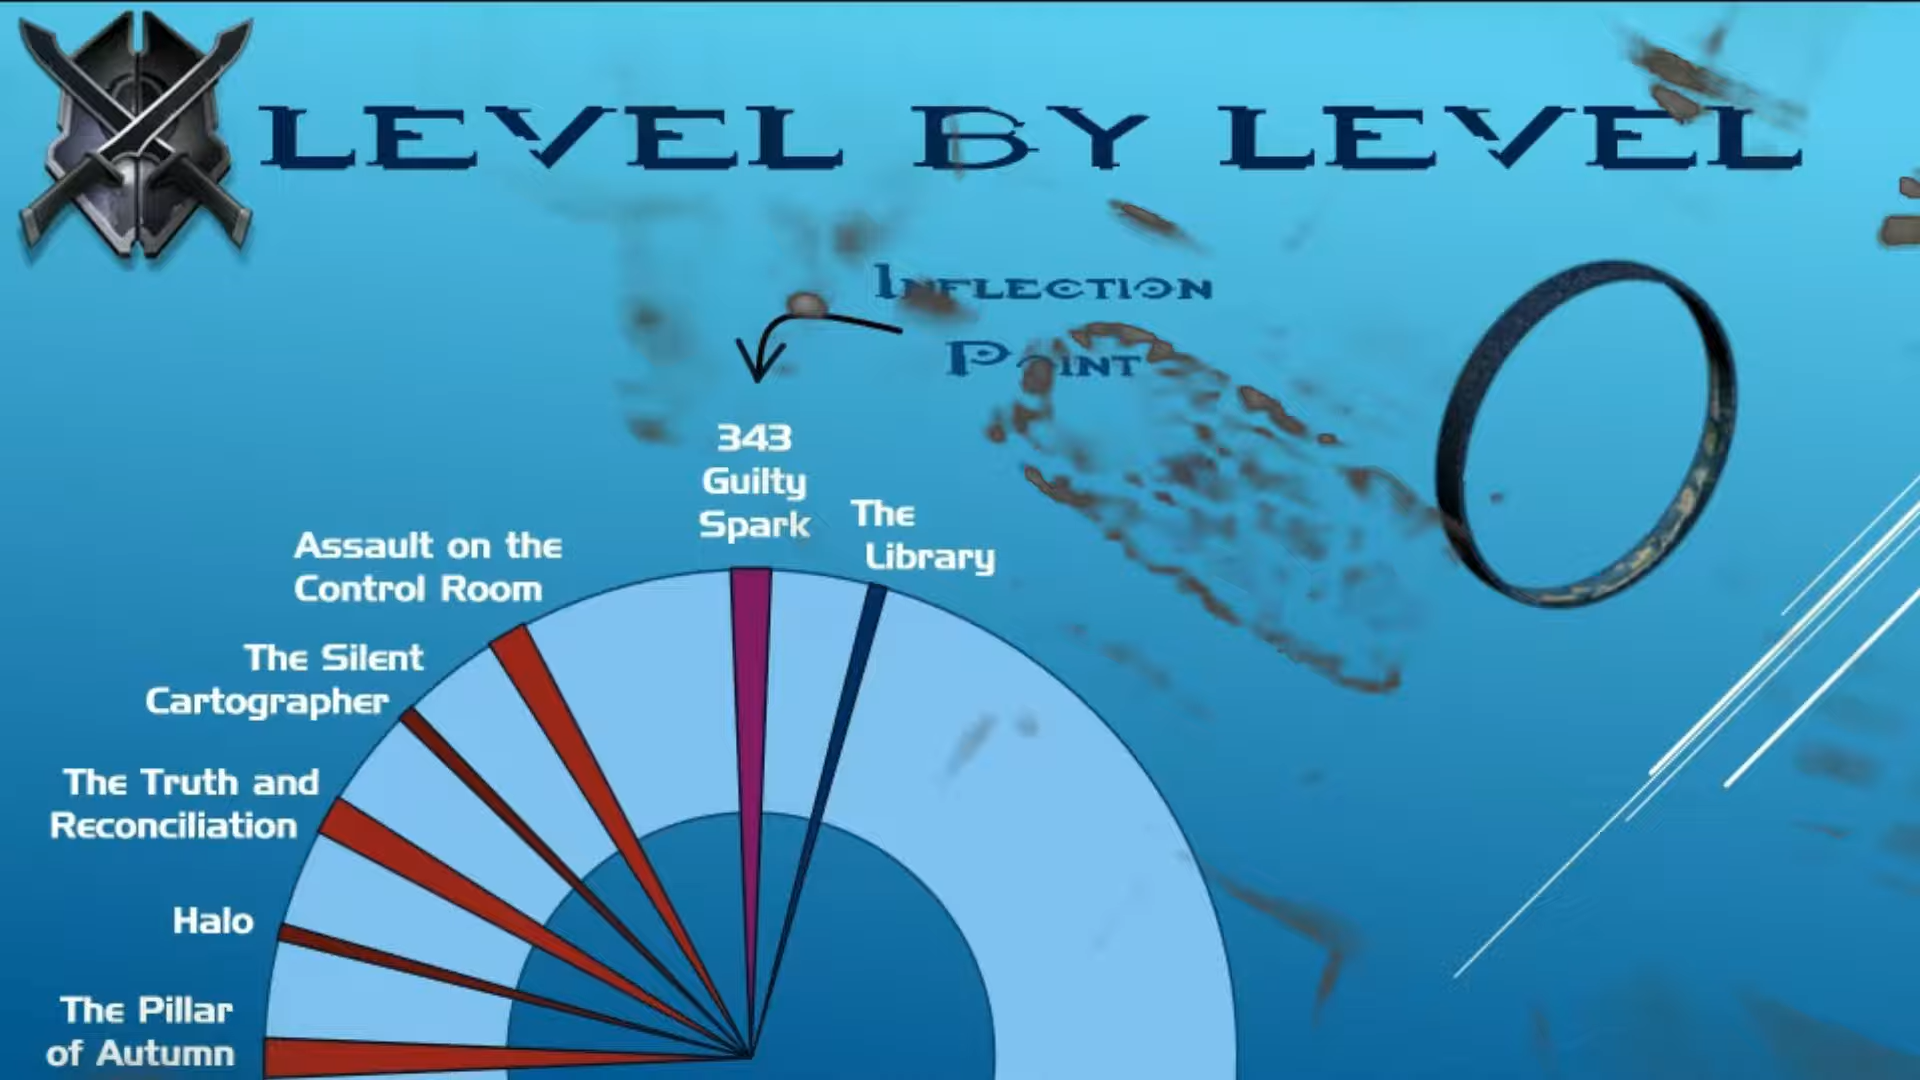 LEVEL BY LEVEL
INFLECTION
POINT
343
Guilty
Spark
The
Library
Assault on the
Control Room
The Silent
Cartographer
The Truth and
Reconciliation
Halo
The Pillar
of Autumn